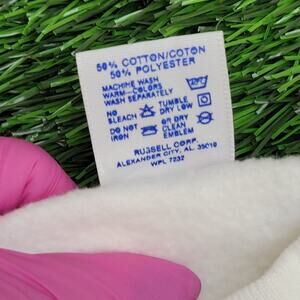 50% COTTON/COTON
50% POLYESTER
MACHINE WASH
WARM-COLORS
WASH SEPARATELY
NO BLEACH TUMBLE DRY LOW
DO NOT IRON OR DRY CLEAN
EMBLEM
RUSSELL CORP.
ALEXANDER CITY, AL. 35010
WPL 7232